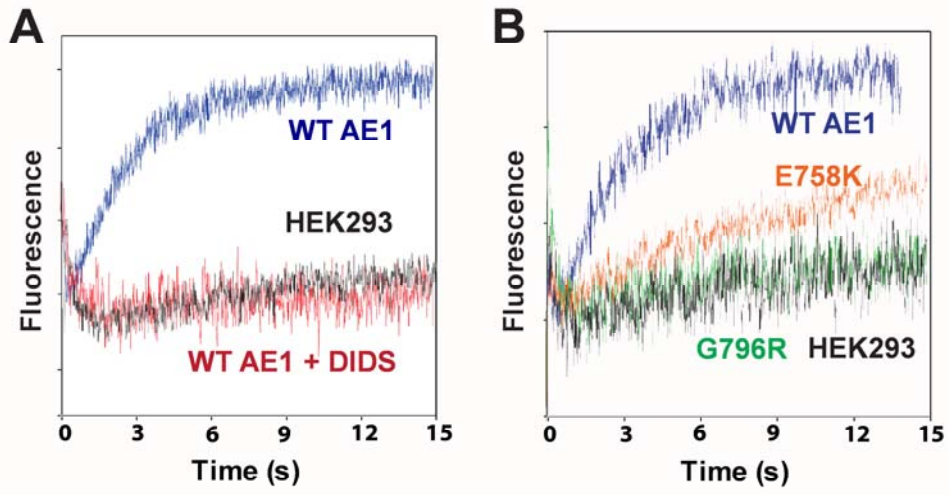 A
Fluorescence
WT AE1
HEK293
WT AE1 + DIDS
0 3 6 9 12 15
Time (s)
B
Fluorescence
WT AE1
E758K
G796R HEK293
0 3 6 9 12 15
Time (s)